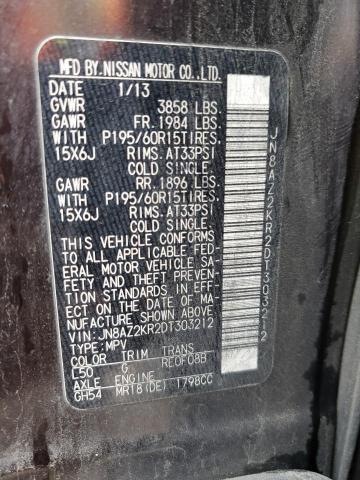 MFD BY.NISSAN MOTOR CO.,LTD.
DATE 1/13
GVWR 3858 LBS.
GAWR FR.1984 LBS.
WITH P195/60R15TIRES.
15X6J RIMS.AT33PSI
COLD SINGLE.
GAWR RR.1896 LBS.
WITH P195/60R15TIRES.
15X6J RIMS.AT33PSI
COLD SINGLE.
THIS VEHICLE CONFORMS
TO ALL APPLICABLE FED-
ERAL MOTOR VEHICLE SA-
FETY AND THEFT PREVEN-
TION STANDARDS IN EFF-
ECT ON THE DATE OF MA-
NUFACTURE SHOWN ABOVE.
VIN: JN8AZ2KR2DT303212
TYPE: MPV
TRIM TRANS
L50 G RE0F08B
AXLE ENGINE
GH54 MR18(DE) 1798CC
JN8AZ2KR2DT303212